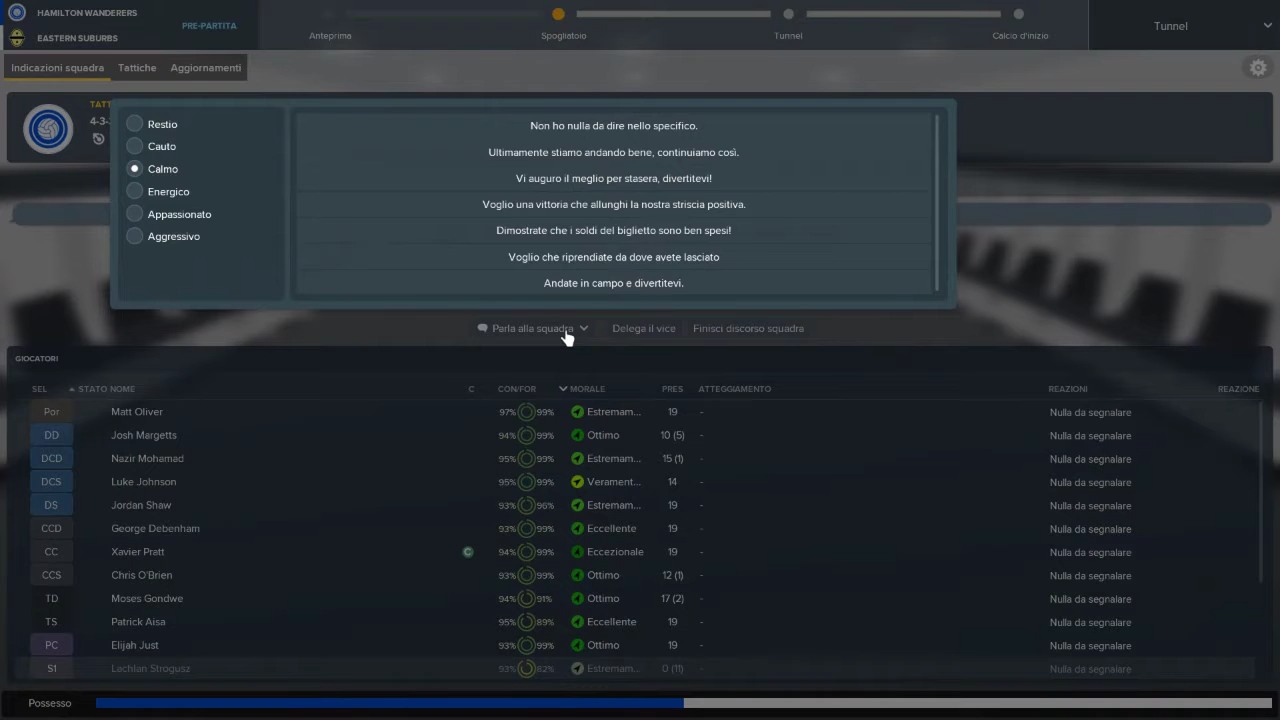 HAMILTON WANDERERS
EASTERN SUBURBS
PRE-PARTITA
Anteprima
Spogliatoio
Tunnel
Calcio d'inizio
Tunnel
Indicazioni squadra
Tattiche
Aggiornamenti
4-3-
Restio
Cauto
Calmo
Energico
Appassionato
Aggressivo
Non ho nulla da dire nello specifico.
Ultimamente stiamo andando bene, continuiamo così.
Vi auguro il meglio per stasera, divertitevi!
Voglio una vittoria che allunghi la nostra striscia positiva.
Dimostrate che i soldi del biglietto sono ben spesi!
Voglio che riprendiate da dove avete lasciato
Andate in campo e divertitevi.
Parla alla squadra
Delega il vice
Finisci discorso squadra
GIOCATORI
SEL STATO NOME C CON/FOR MORALE PRES ATTEGGIAMENTO REAZIONI REAZIONE
Por Matt Oliver 97% 99% Estremam... 19 - Nulla da segnalare
DD Josh Margetts 94% 99% Ottimo 10 (5) - Nulla da segnalare
DCD Nazir Mohamad 95% 99% Estremam... 15 (1) - Nulla da segnalare
DCS Luke Johnson 95% 99% Verament... 14 - Nulla da segnalare
DS Jordan Shaw 93% 96% Estremam... 19 - Nulla da segnalare
CCD George Debenham 93% 99% Eccellente 19 - Nulla da segnalare
CC Xavier Pratt C 94% 99% Eccezionale 19 - Nulla da segnalare
CCS Chris O'Brien 93% 99% Ottimo 12 (1) - Nulla da segnalare
TD Moses Gondwe 94% 91% Ottimo 17 (2) - Nulla da segnalare
TS Patrick Aisa 95% 89% Eccellente 19 - Nulla da segnalare
PC Elijah Just 93% 99% Ottimo 19 - Nulla da segnalare
S1 Lachlan Strogusz 93% 82% Estremam... 0 (11) - Nulla da segnalare
Possesso